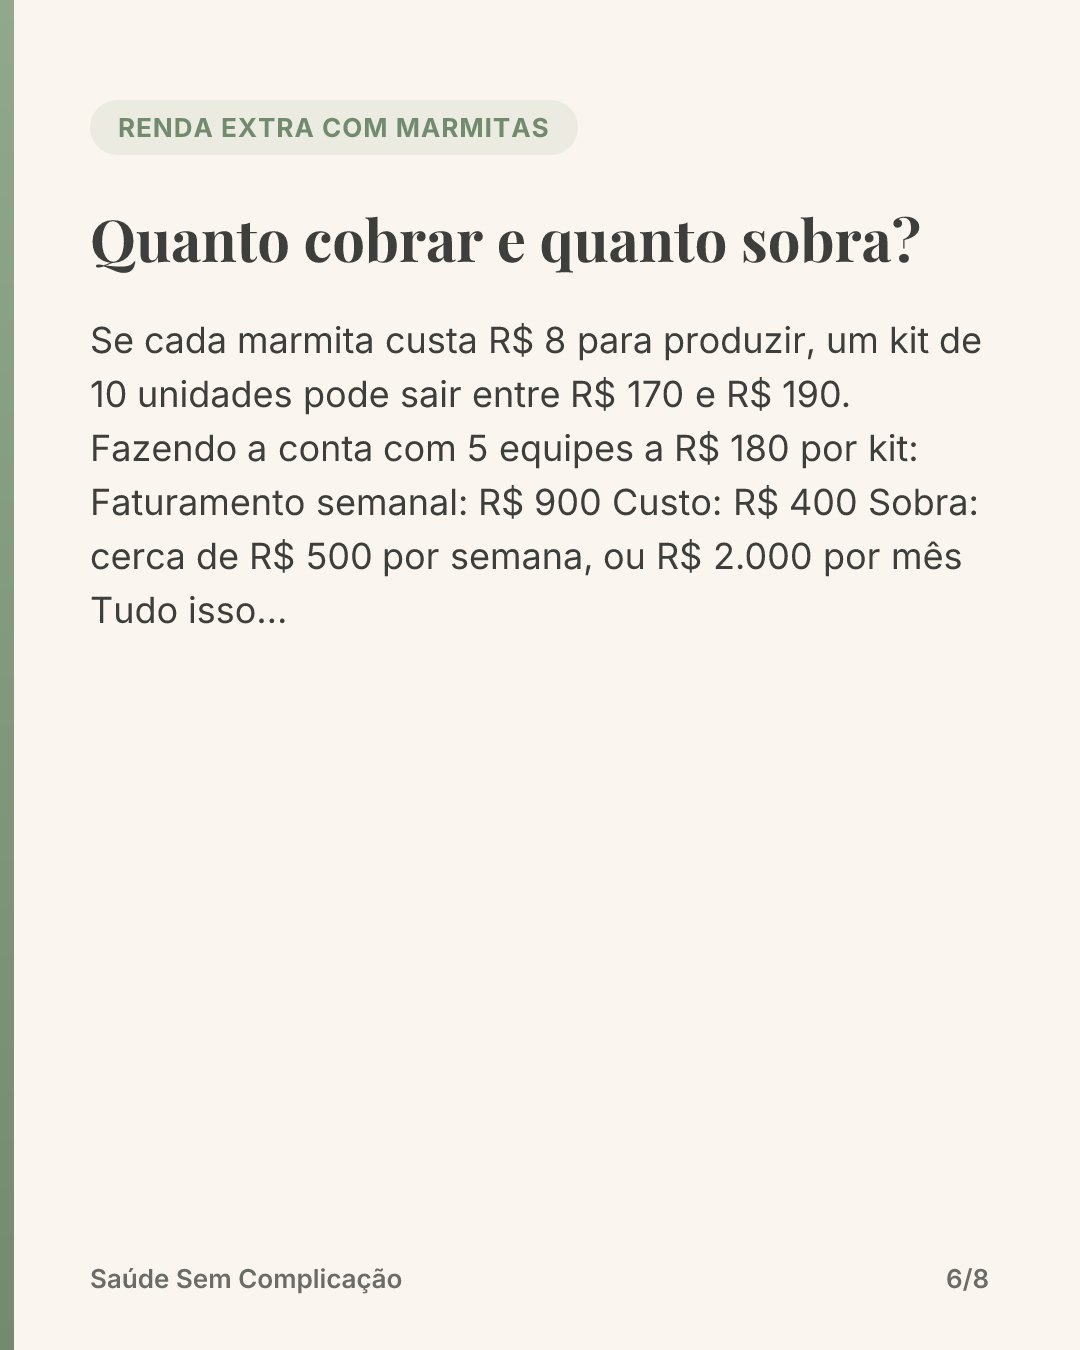 RENDA EXTRA COM MARMITAS
Quanto cobrar e quanto sobra?
Se cada marmita custa R$ 8 para produzir, um kit de
10 unidades pode sair entre R$ 170 e R$ 190.
Fazendo a conta com 5 equipes a R$ 180 por kit:
Faturamento semanal: R$ 900 Custo: R$ 400 Sobra:
cerca de R$ 500 por semana, ou R$ 2.000 por mês
Tudo isso...
Saúde Sem Complicação
6/8